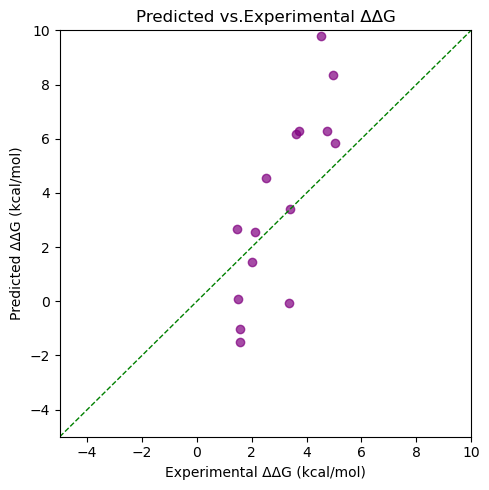 Predicted vs.Experimental ΔΔG
10
8
6
4
2
0
−2
−4
Predicted ΔΔG (kcal/mol)
−4 −2 0 2 4 6 8 10
Experimental ΔΔG (kcal/mol)